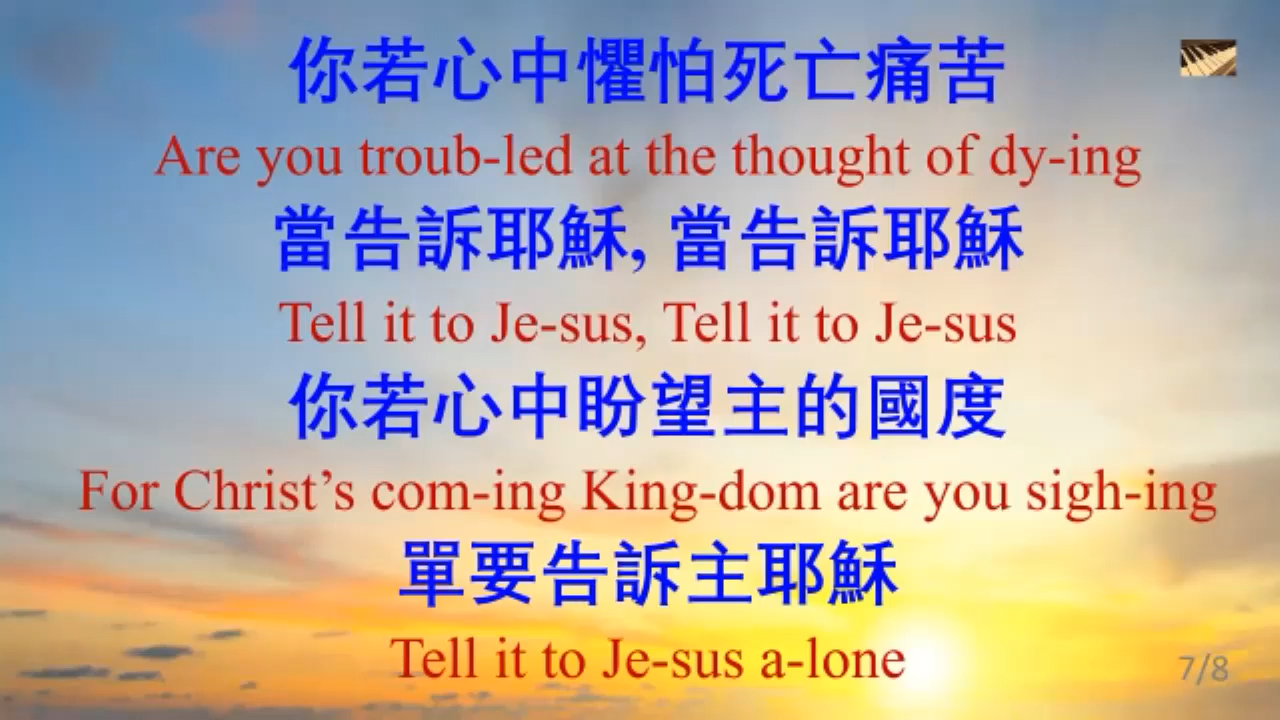 你若心中懼怕死亡痛苦
Are you troub-led at the thought of dy-ing
當告訴耶穌, 當告訴耶穌
Tell it to Je-sus, Tell it to Je-sus
你若心中盼望主的國度
For Christ’s com-ing King-dom are you sigh-ing
單要告訴主耶穌
Tell it to Je-sus a-lone
7/8